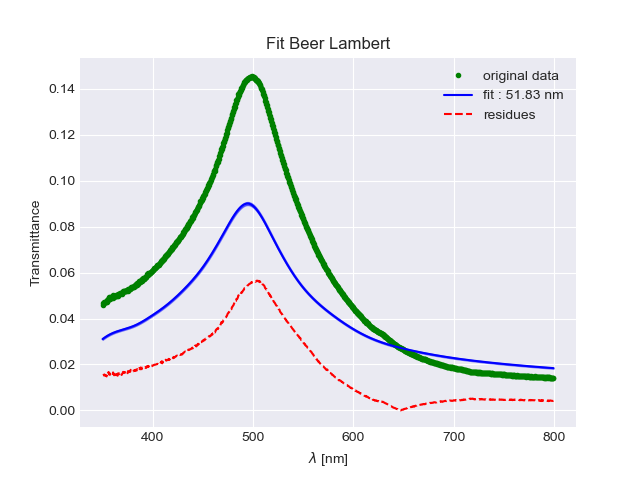 Fit Beer Lambert
original data
fit : 51.83 nm
residues
Transmittance
0.14
0.12
0.10
0.08
0.06
0.04
0.02
0.00
400 500 600 700 800
λ [nm]